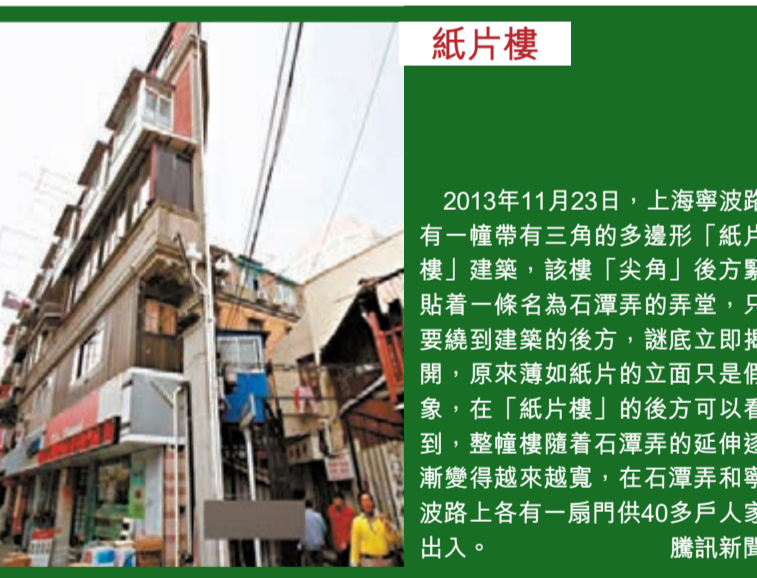 紙片樓
2013年11月23日，上海寧波路
有一幢帶有三角的多邊形「紙片
樓」建築，該樓「尖角」後方緊
貼着一條名為石潭弄的弄堂，只
要繞到建築的後方，謎底立即揭
開，原來薄如紙片的立面只是假
象，在「紙片樓」的後方可以看
到，整幢樓隨着石潭弄的延伸逐
漸變得越來越寬，在石潭弄和寧
波路上各有一扇門供40多戶人家
出入。 騰訊新聞